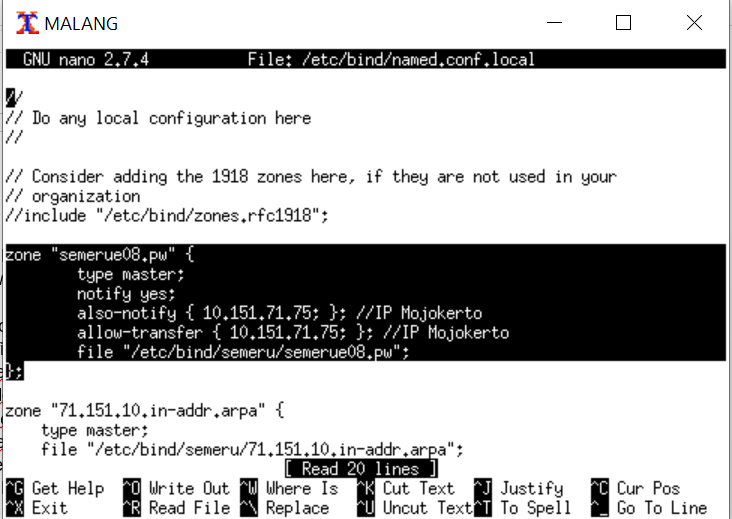 MALANG
GNU nano 2.7.4 File: /etc/bind/named.conf.local
//
// Do any local configuration here
//
// Consider adding the 1918 zones here, if they are not used in your
// organization
//include "/etc/bind/zones.rfc1918";
zone "semerue08.pw" {
type master;
notify yes;
also-notify { 10.151.71.75; }; //IP Mojokerto
allow-transfer { 10.151.71.75; }; //IP Mojokerto
file "/etc/bind/semeru/semerue08.pw";
};
zone "71.151.10.in-addr.arpa" {
type master;
file "/etc/bind/semeru/71.151.10.in-addr.arpa";
[ Read 20 lines ]
^G Get Help ^O Write Out ^W Where Is ^K Cut Text ^J Justify ^C Cur Pos
^X Exit ^R Read File ^\ Replace ^U Uncut Text ^T To Spell ^_ Go To Line